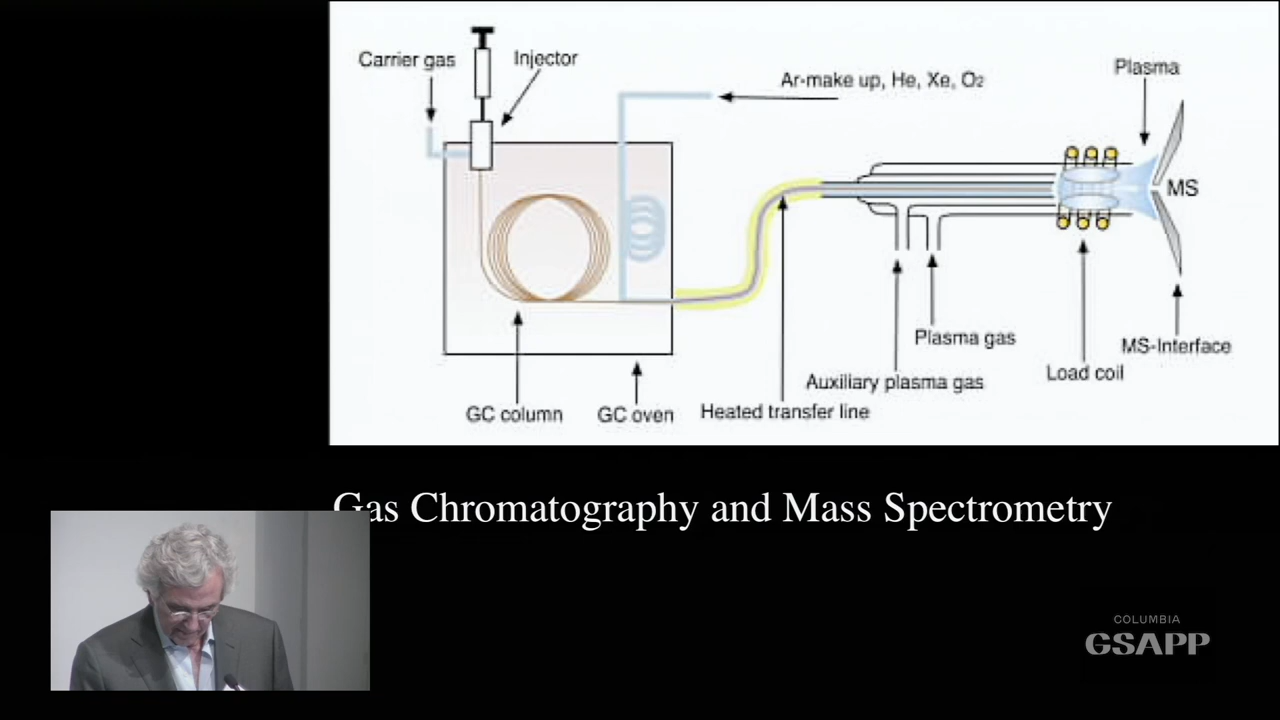 Carrier gas
Injector
Ar-make up, He, Xe, O2
Plasma
MS
Plasma gas
MS-Interface
Auxiliary plasma gas
Load coil
GC column
GC oven
Heated transfer line
Gas Chromatography and Mass Spectrometry
COLUMBIA
GSAPP